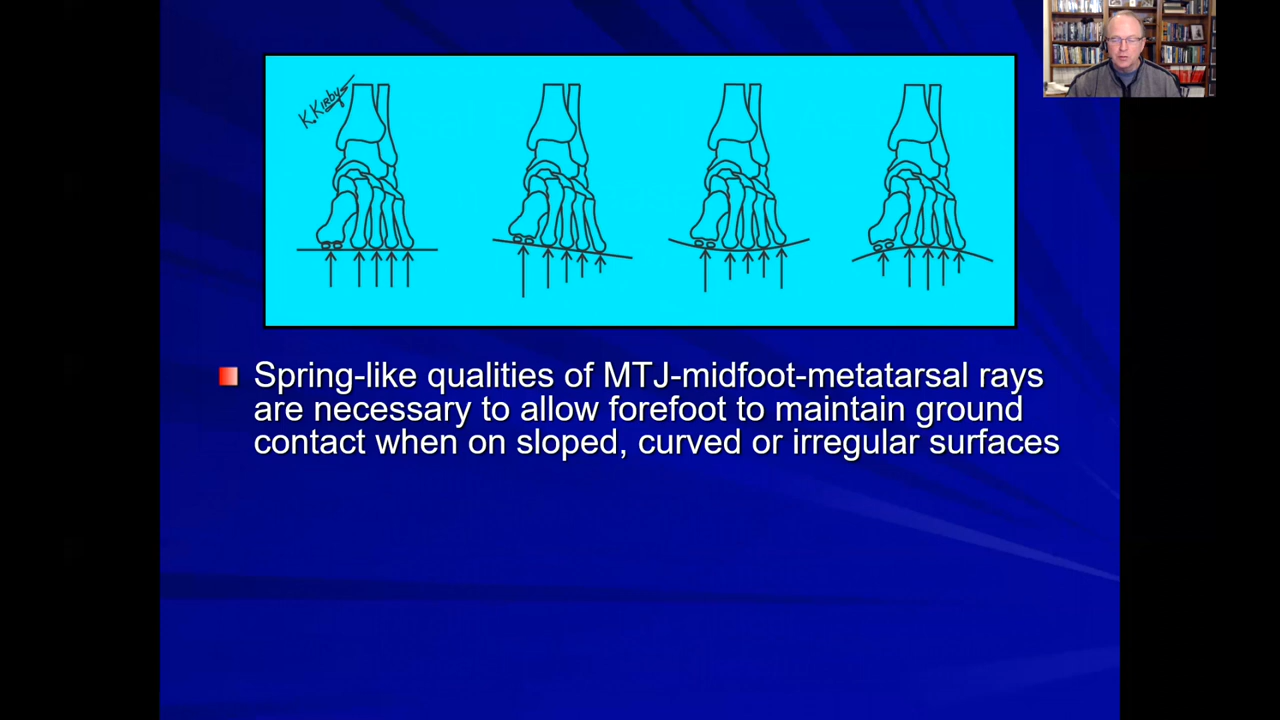 K.Kirby
Spring-like qualities of MTJ-midfoot-metatarsal rays
are necessary to allow forefoot to maintain ground
contact when on sloped, curved or irregular surfaces